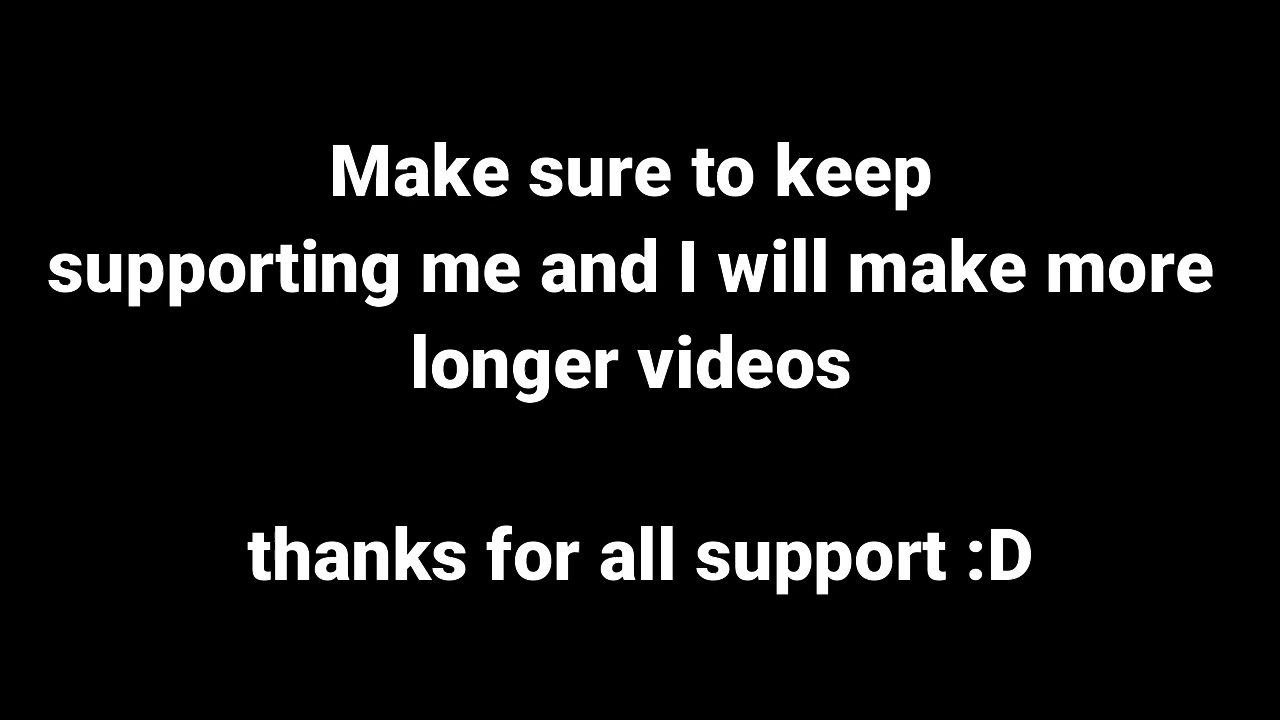 Make sure to keep
supporting me and I will make more
longer videos
thanks for all support :D